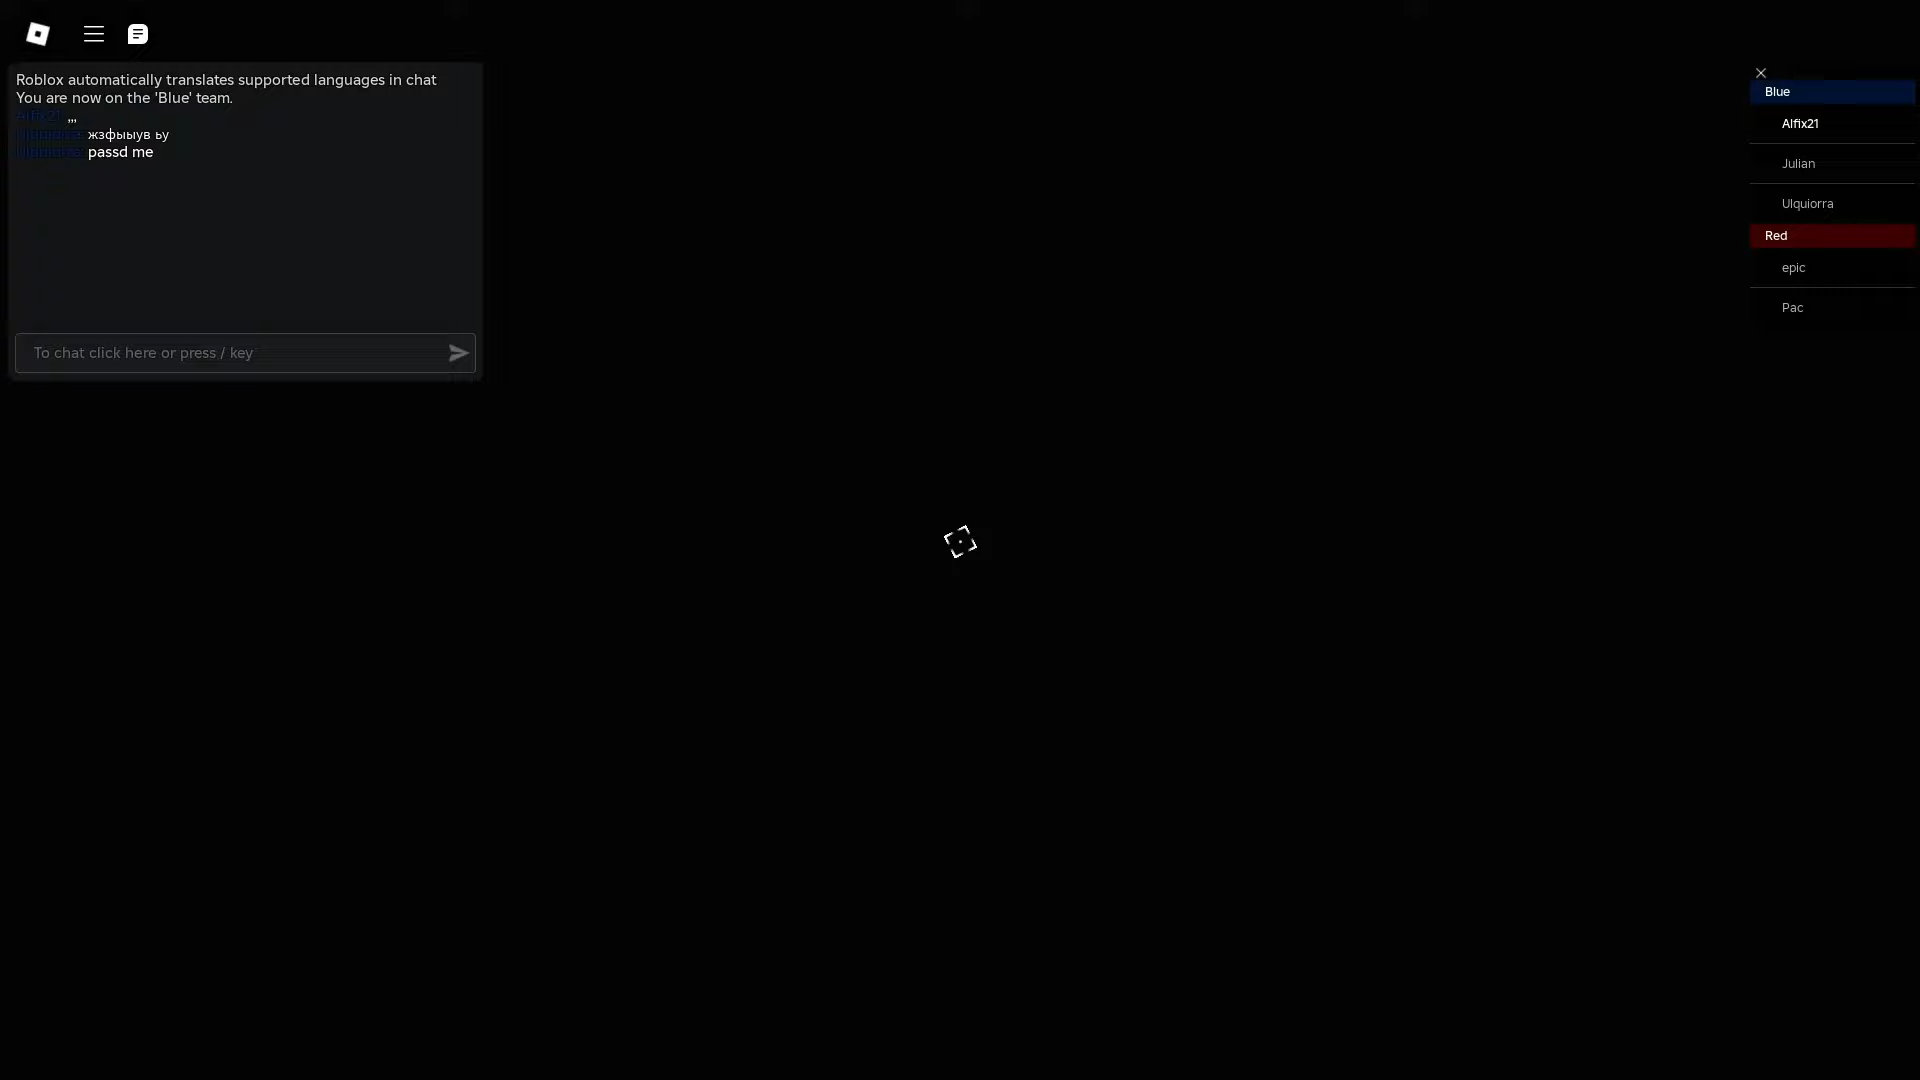 Roblox automatically translates supported languages in chat
You are now on the 'Blue' team.
Alfix21: ,,,
жзфыыув ьу
passd me
To chat click here or press / key
Blue
Alfix21
Julian
Ulquiorra
Red
epic
Pac